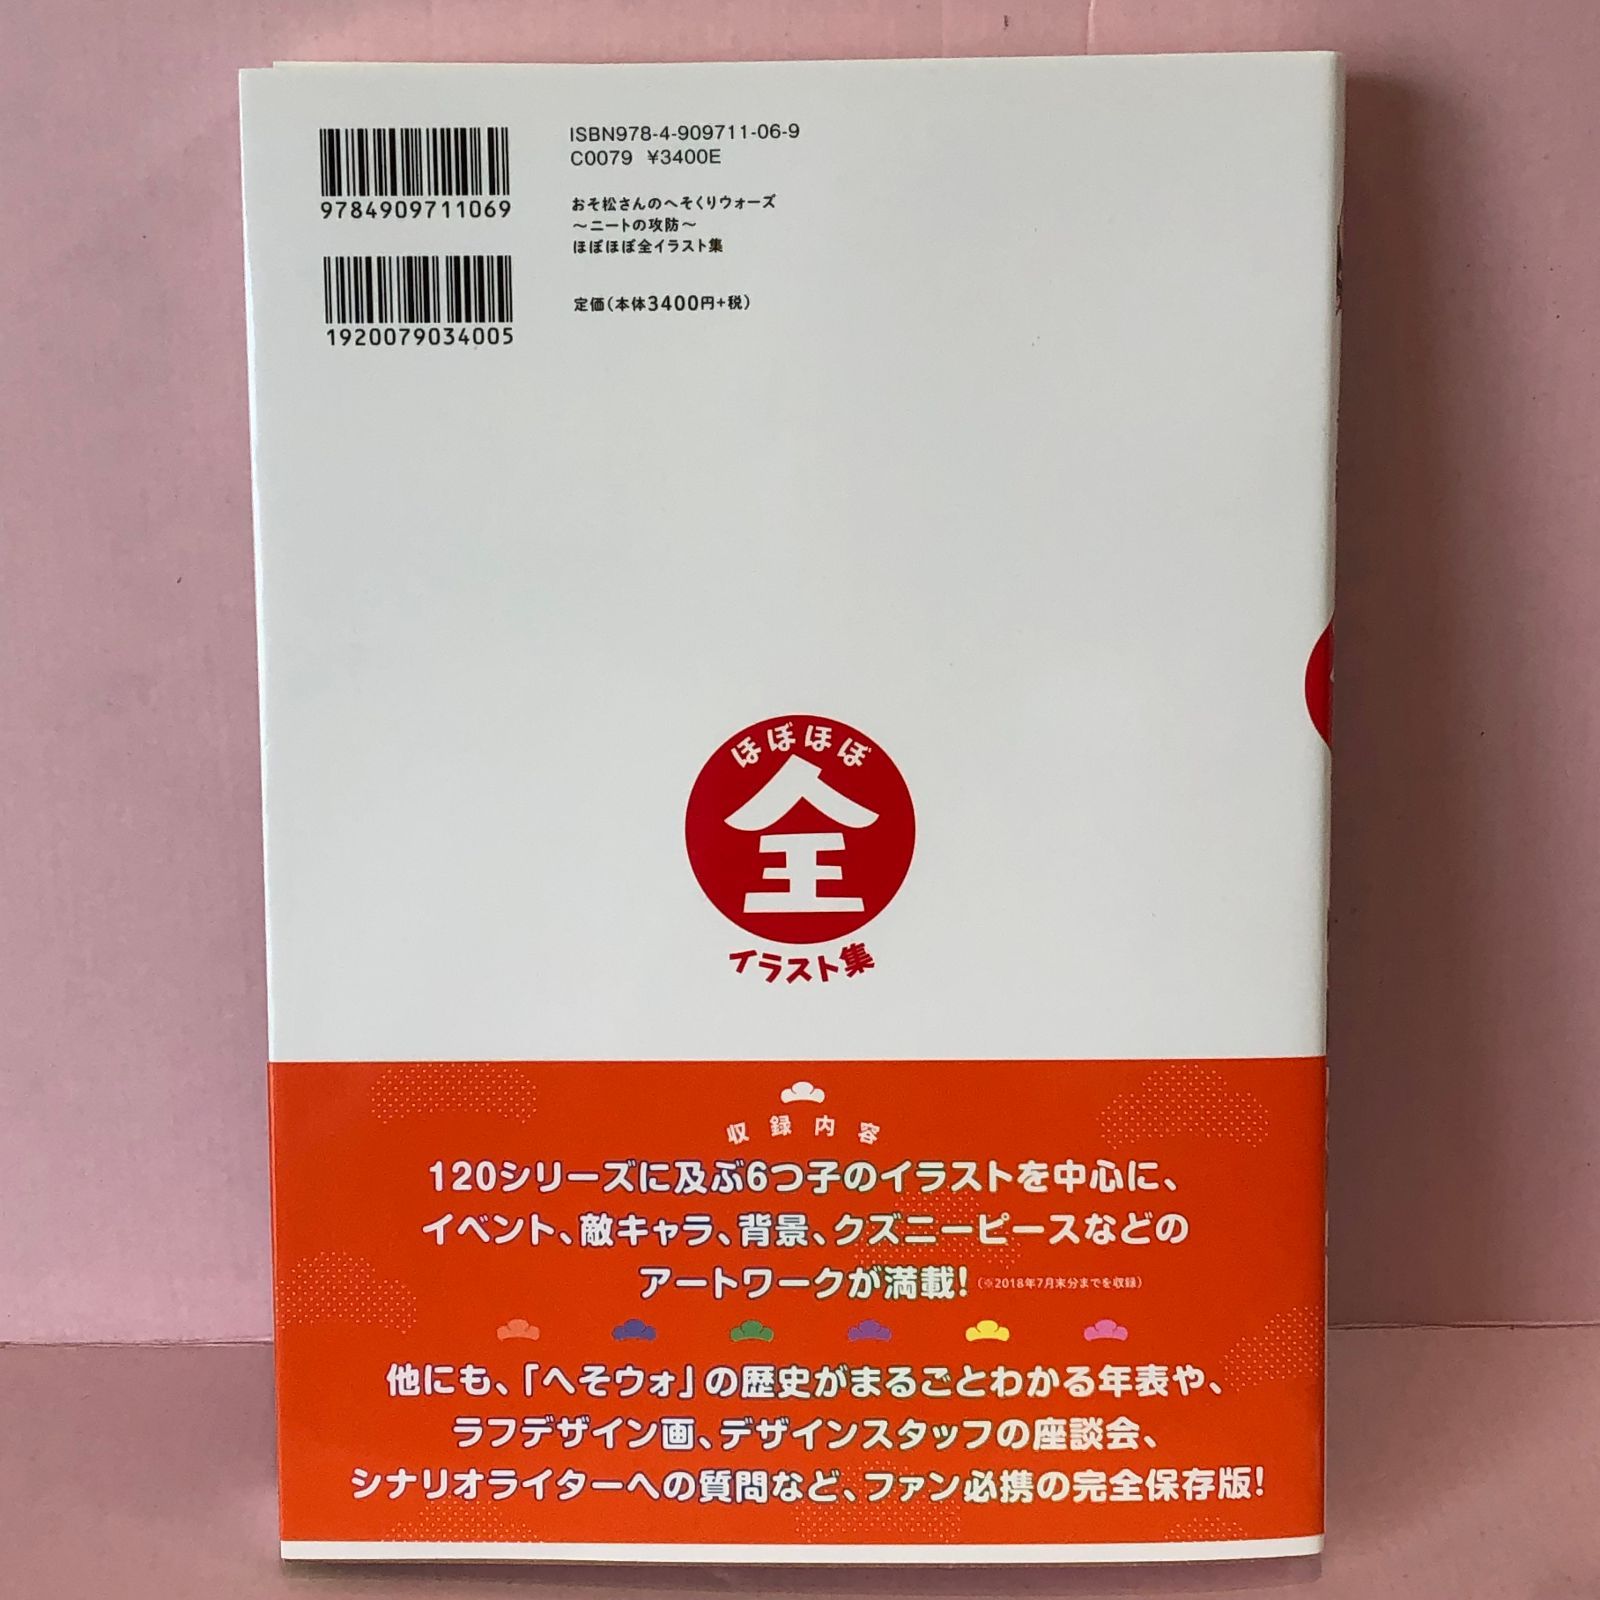 ISBN978-4-909711-06-9
C0079 ¥3400E
9784909711069
おそ松さんのへそくりウォーズ
〜ニートの攻防〜
ほぼほぼ全イラスト集
定価(本体3400円+税)
1920079034005
ほぼほぼ
全
イラスト集
収録内容
120シリーズに及ぶ6つ子のイラストを中心に、
イベント、敵キャラ、背景、クズニーピースなどの
アートワークが満載!(※2018年7月末分までを収録)
他にも、「へそウォ」の歴史がまるごとわかる年表や、
ラフデザイン画、デザインスタッフの座談会、
シナリオライターへの質問など、ファン必携の完全保存版!